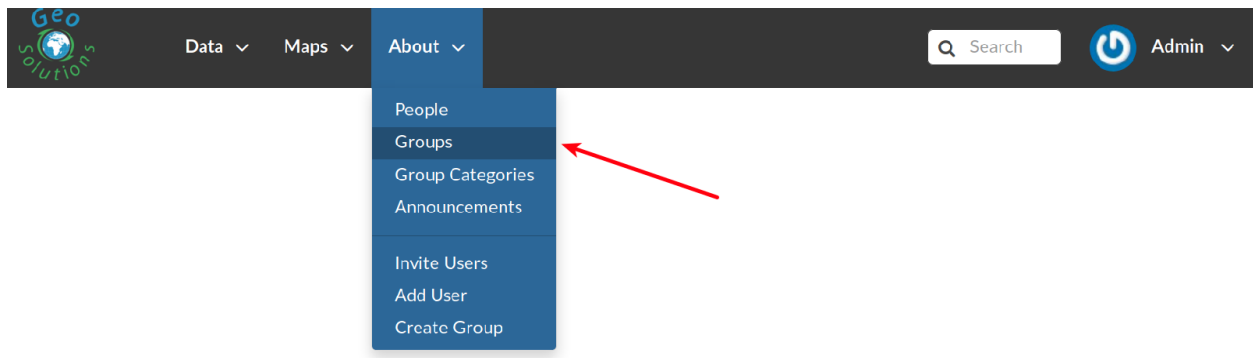 Geo
Solutions
Data Maps About Search Admin
People
Groups
Group Categories
Announcements
Invite Users
Add User
Create Group